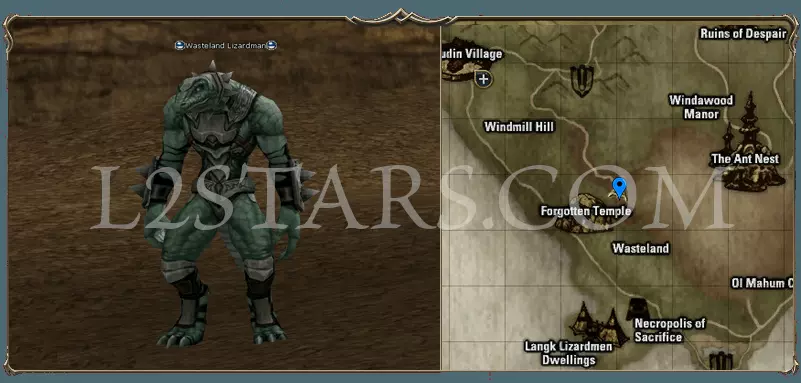 Wasteland Lizardman
Ruins of Despair
udin Village
Windawood
Manor
Windmill Hill
The Ant Nest
L2STARS.COM
Forgotten Temple
Wasteland
Ol Mahum C
Necropolis of
Sacrifice
Langk Lizardmen
Dwellings